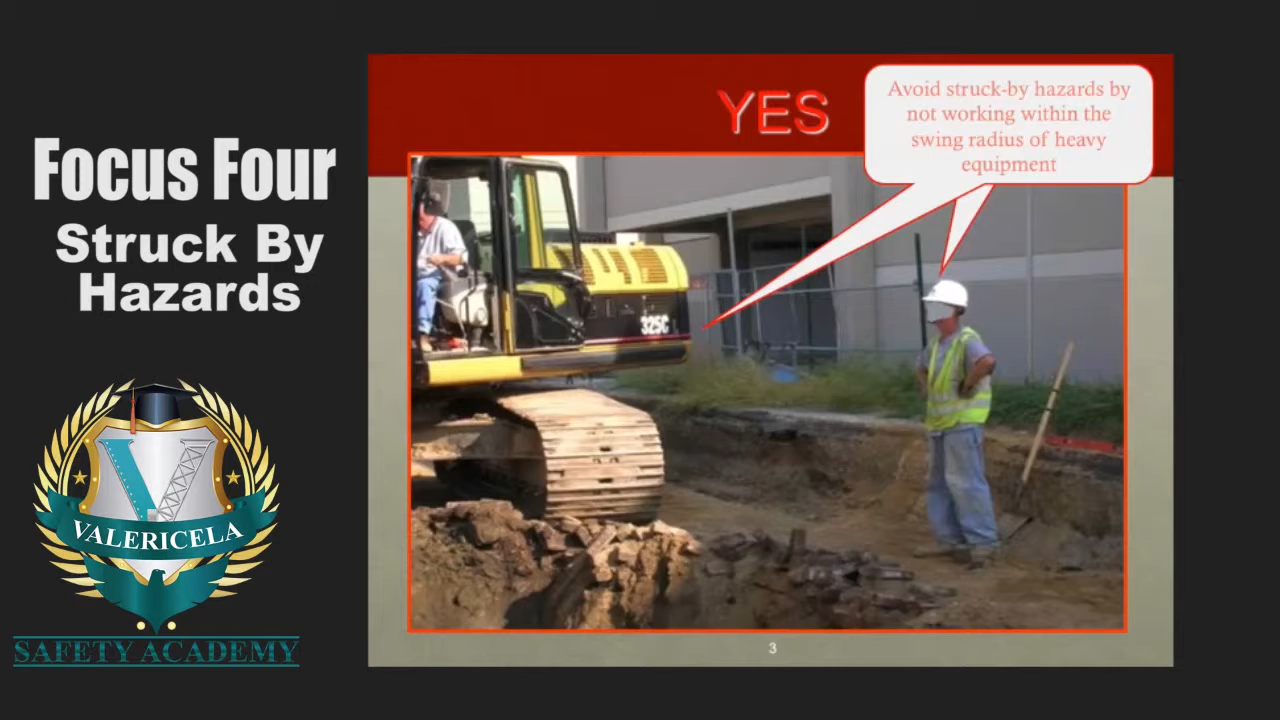 Focus Four
Struck By
Hazards
VALERICELA
SAFETY ACADEMY
YES
Avoid struck-by hazards by
not working within the
swing radius of heavy
equipment
325C
3